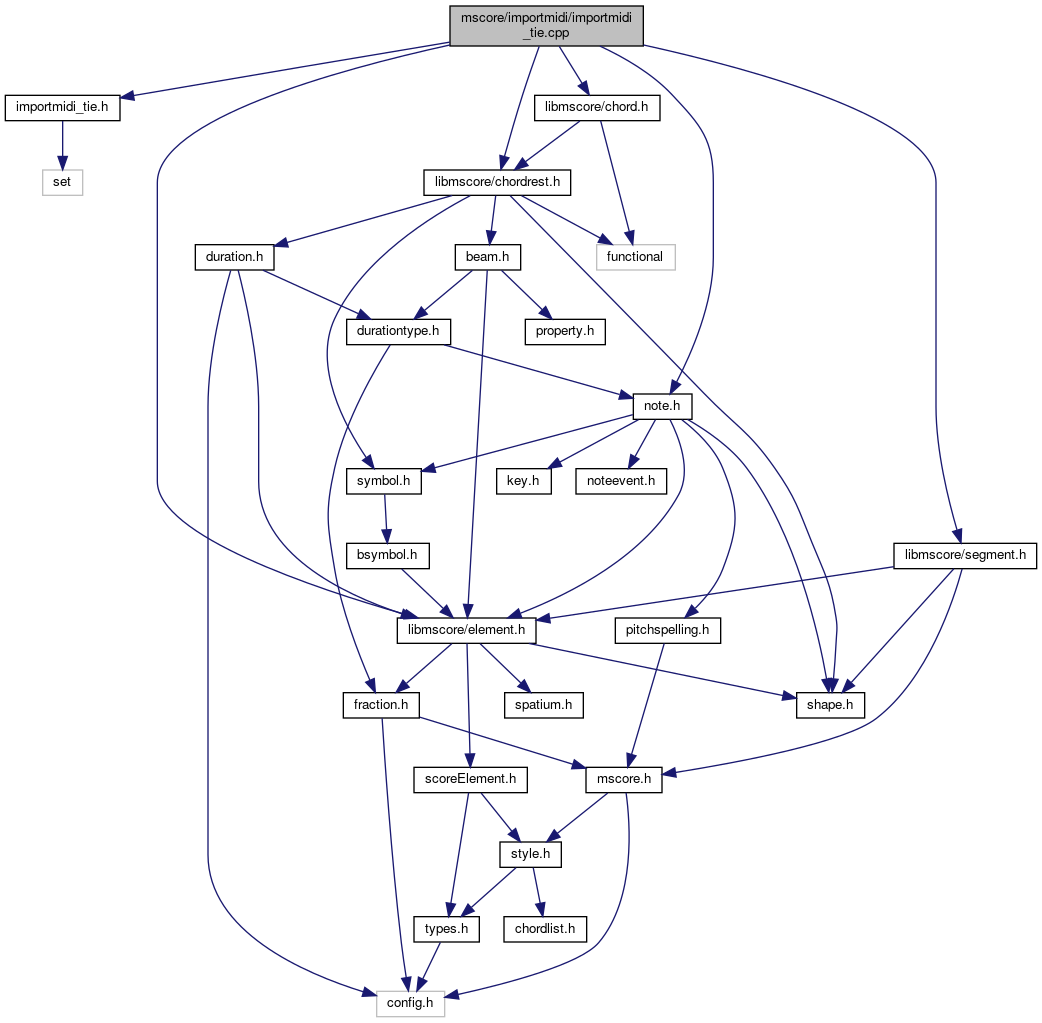 mscore/importmidi/importmidi
_tie.cpp
importmidi_tie.h
libmscore/chord.h
set
libmscore/chordrest.h
duration.h
beam.h
functional
durationtype.h
property.h
note.h
symbol.h
key.h
noteevent.h
bsymbol.h
libmscore/segment.h
libmscore/element.h
pitchspelling.h
fraction.h
spatium.h
shape.h
scoreElement.h
mscore.h
style.h
types.h
chordlist.h
config.h